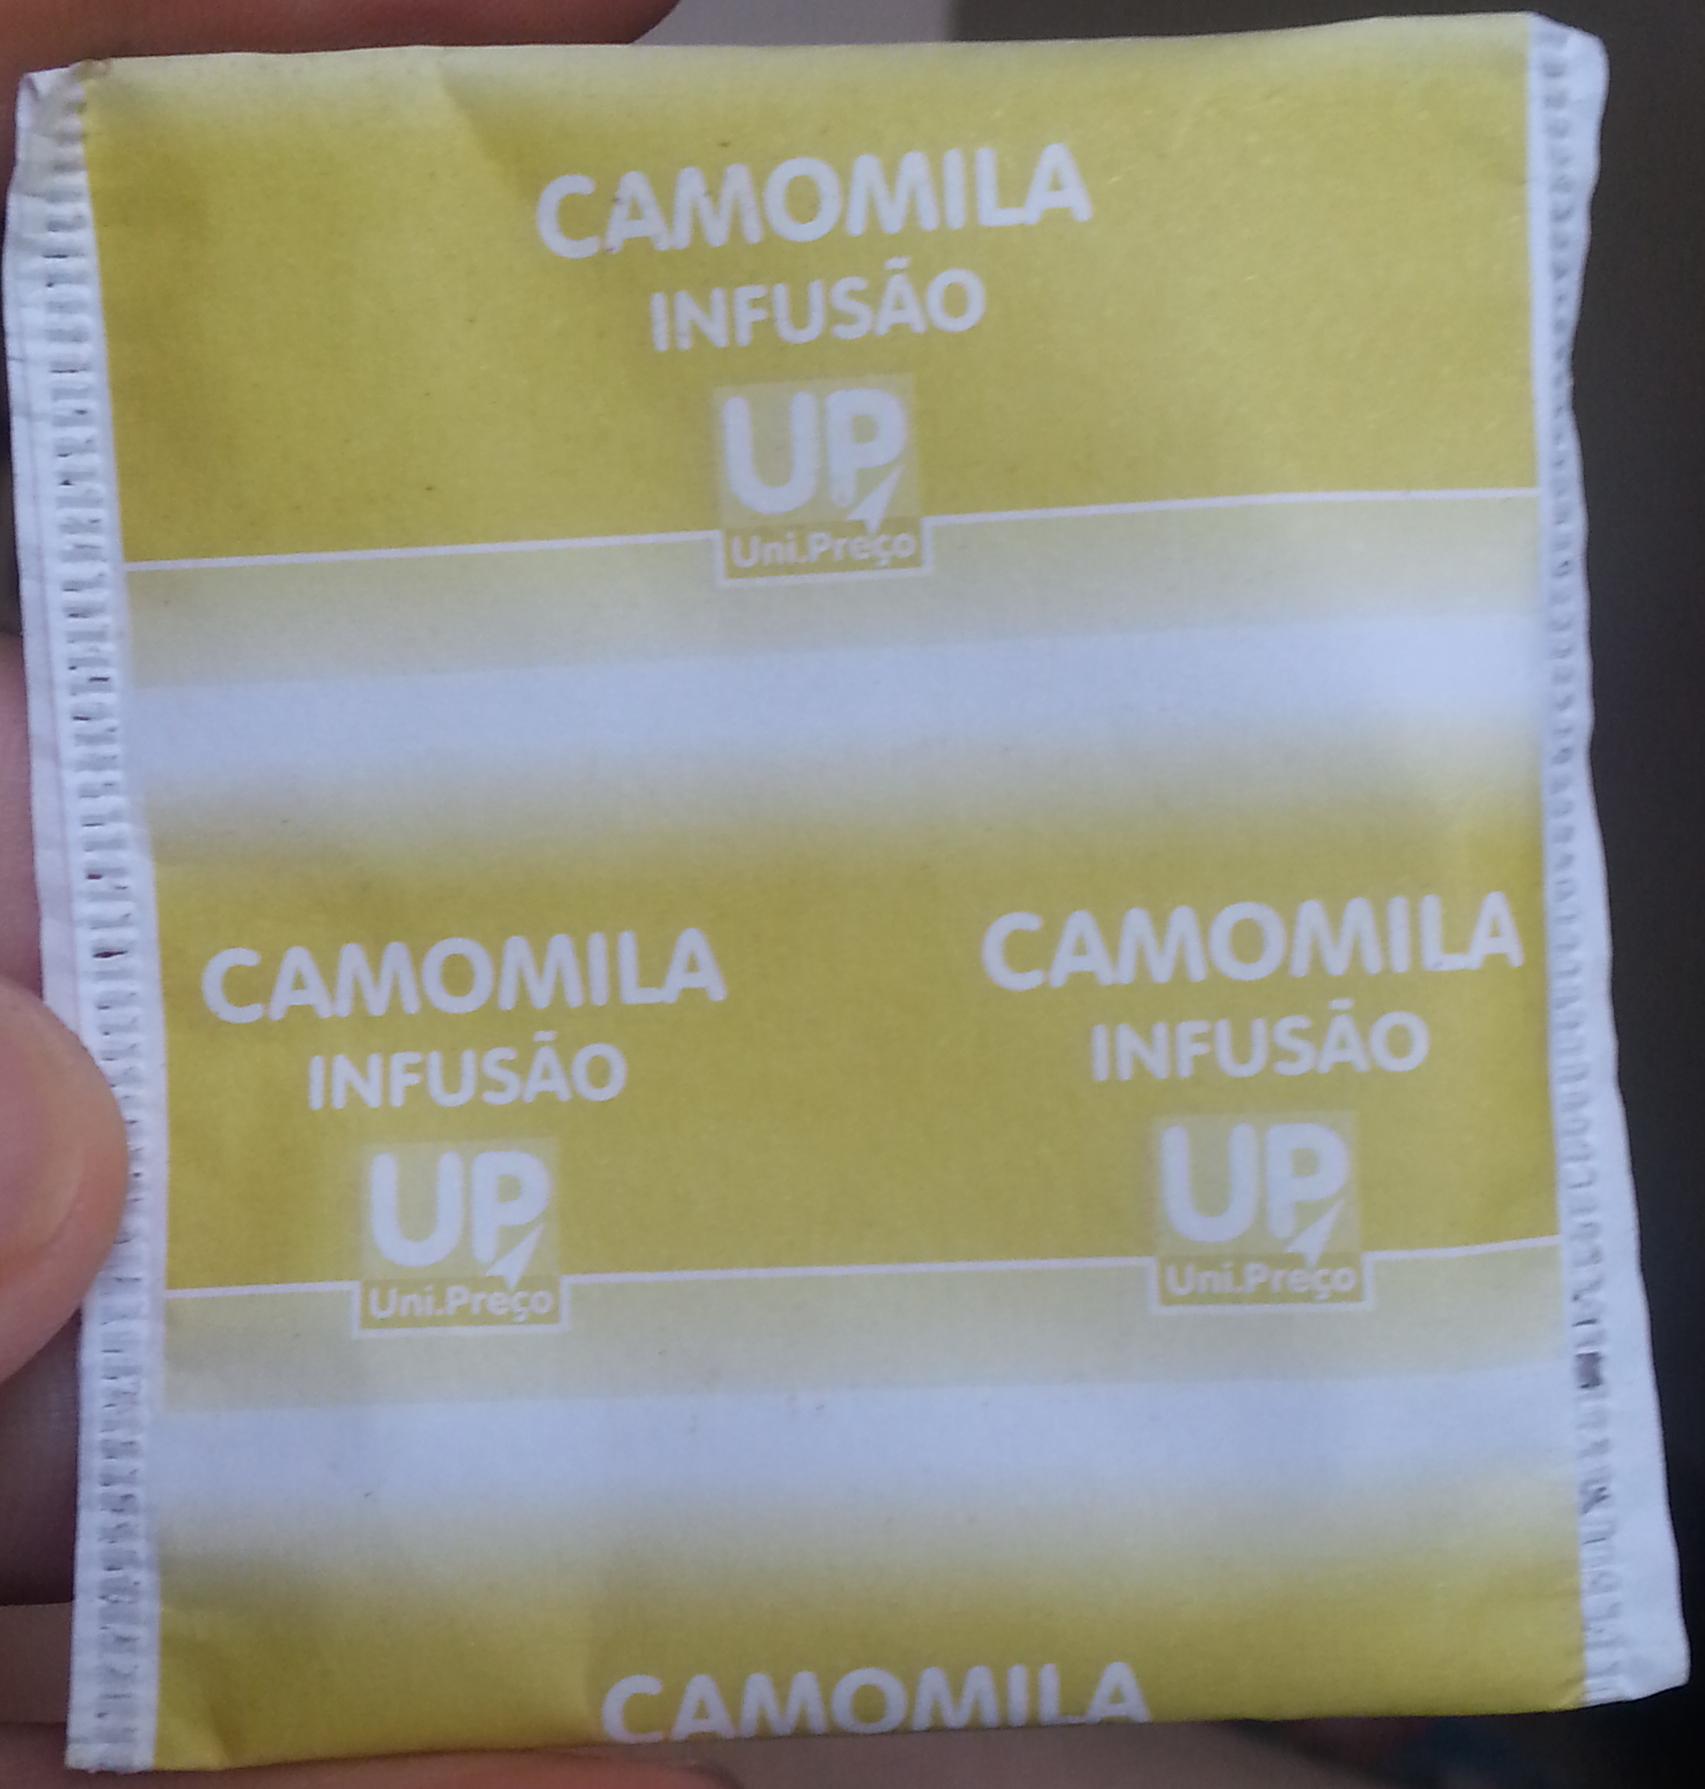 CAMOMILA
INFUSÃO
UP
Uni.Preço
CAMOMILA
INFUSÃO
UP
Uni.Preço
CAMOMILA
INFUSÃO
UP
Uni.Preço
CAMOMILA